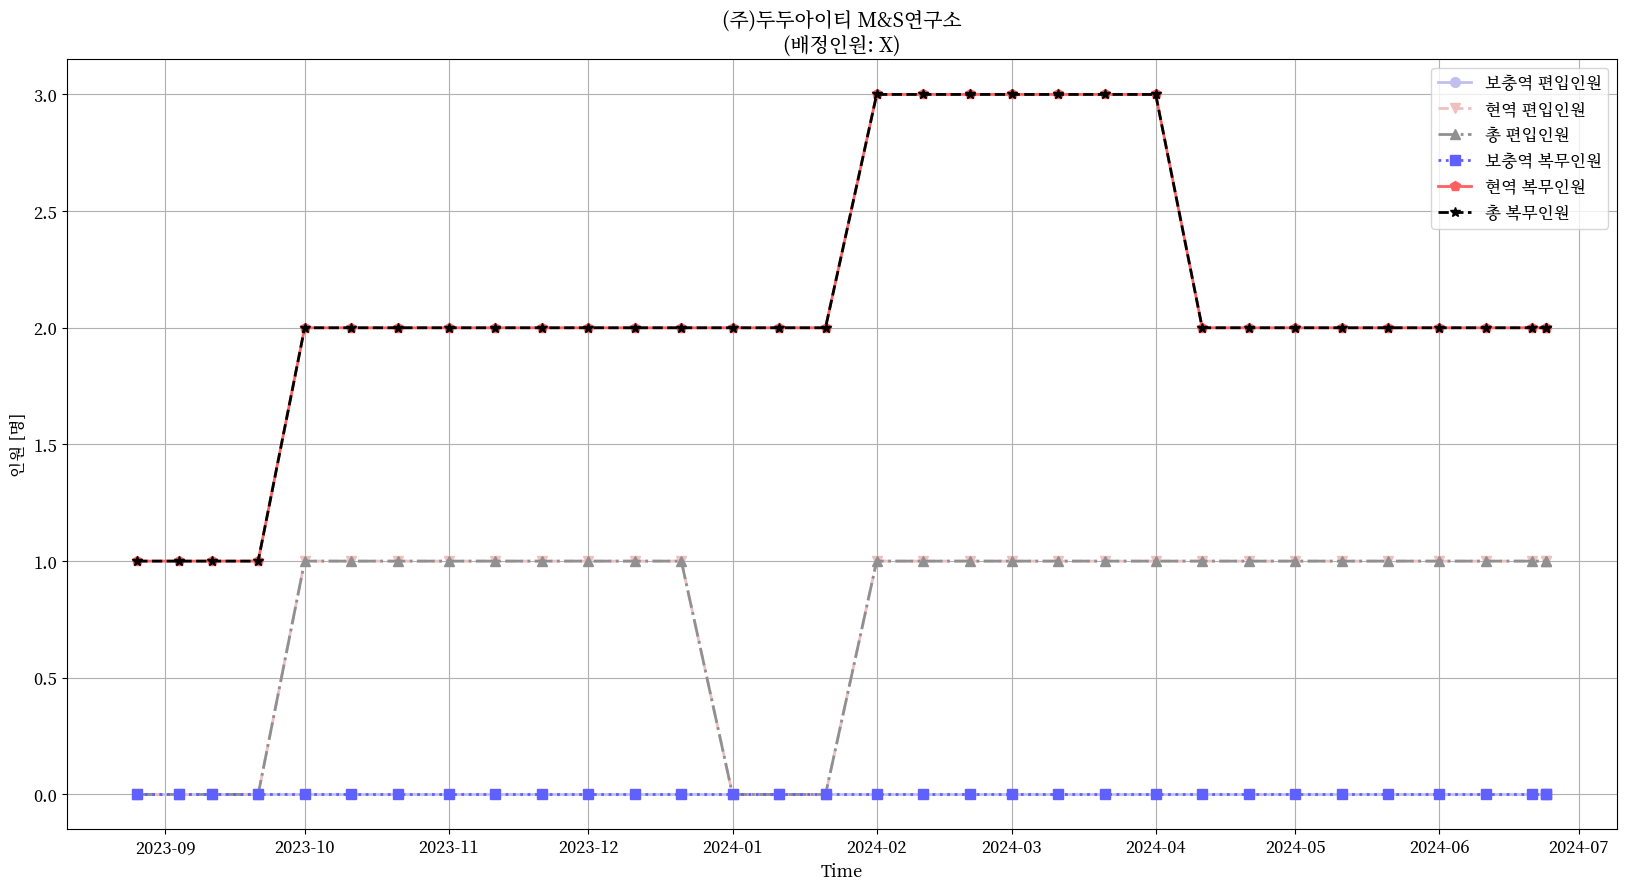 (주)두두아이티 M&S연구소
(배정인원: X)
보충역 편입인원
현역 편입인원
총 편입인원
보충역 복무인원
현역 복무인원
총 복무인원
3.0
2.5
2.0
1.5
1.0
0.5
0.0
인원 [명]
2023-09 2023-10 2023-11 2023-12 2024-01 2024-02 2024-03 2024-04 2024-05 2024-06 2024-07
Time